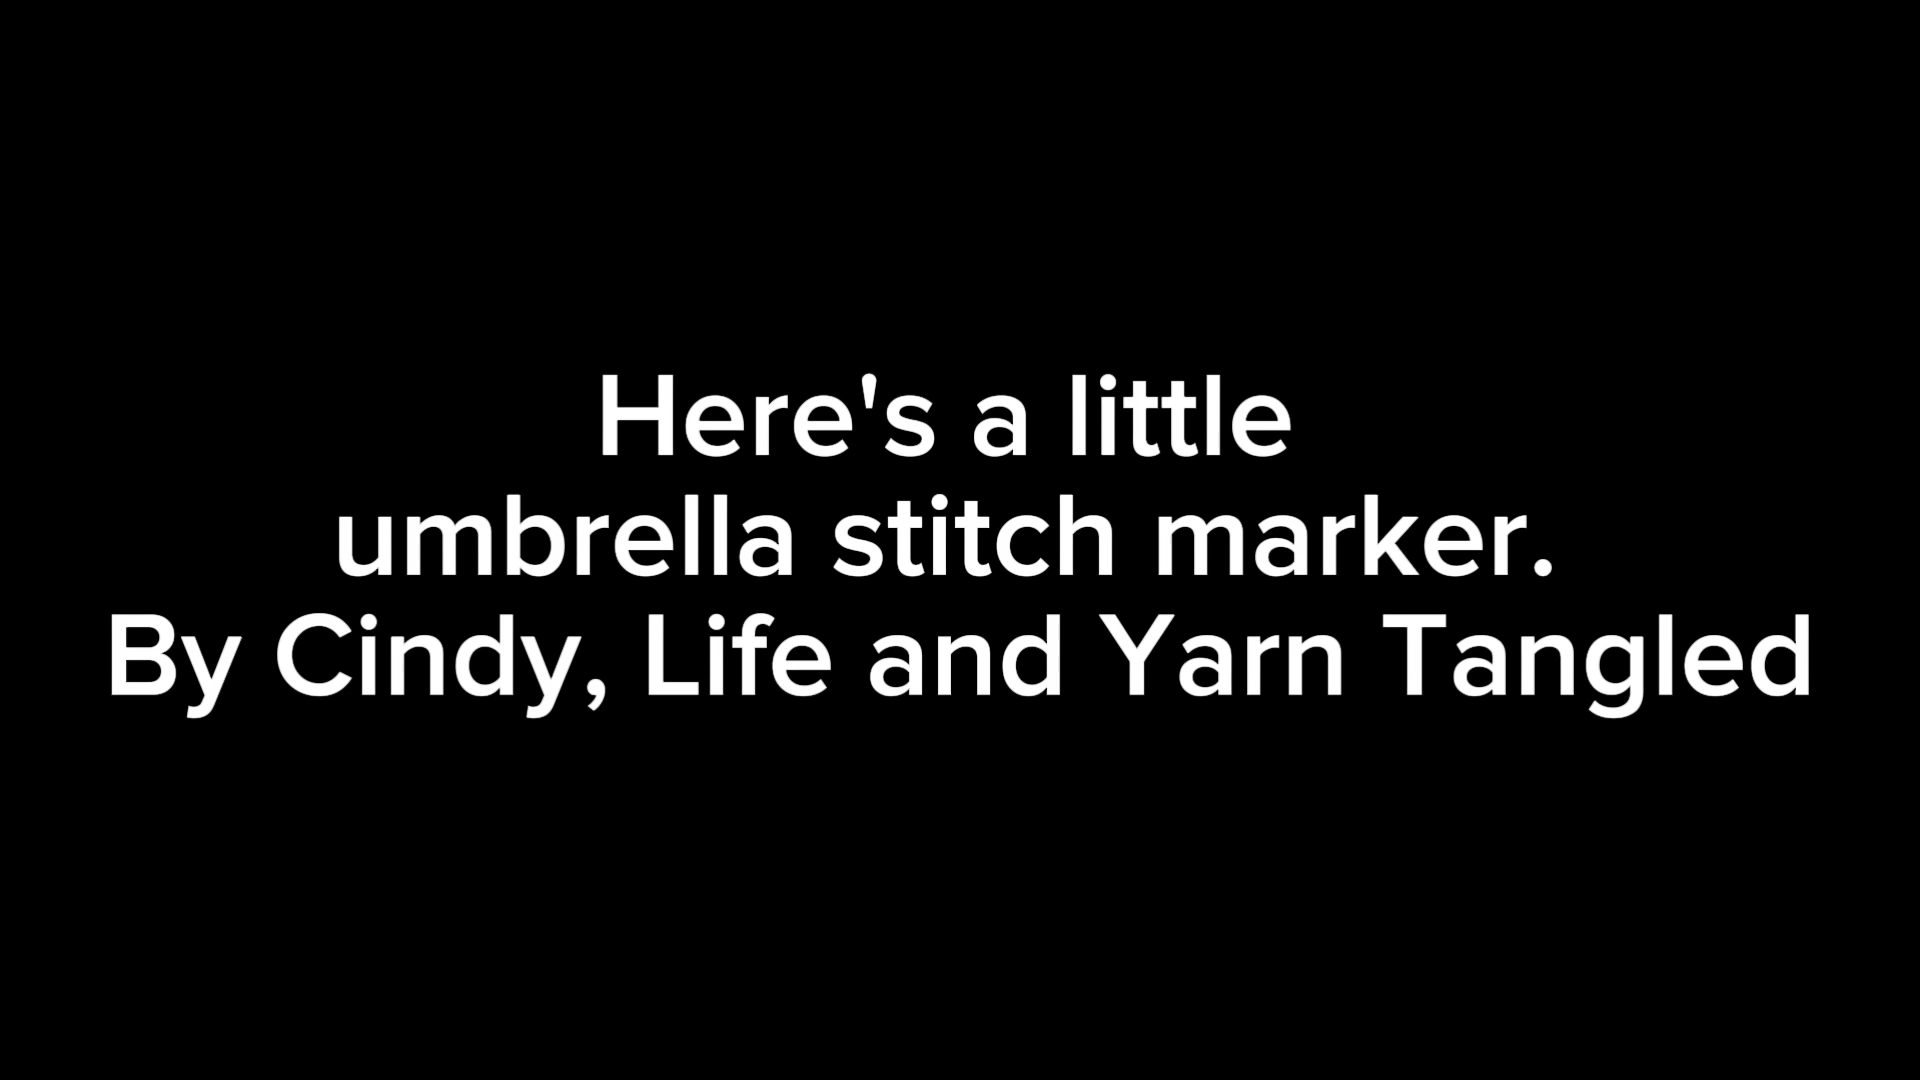 Here's a little
umbrella stitch marker.
By Cindy, Life and Yarn Tangled